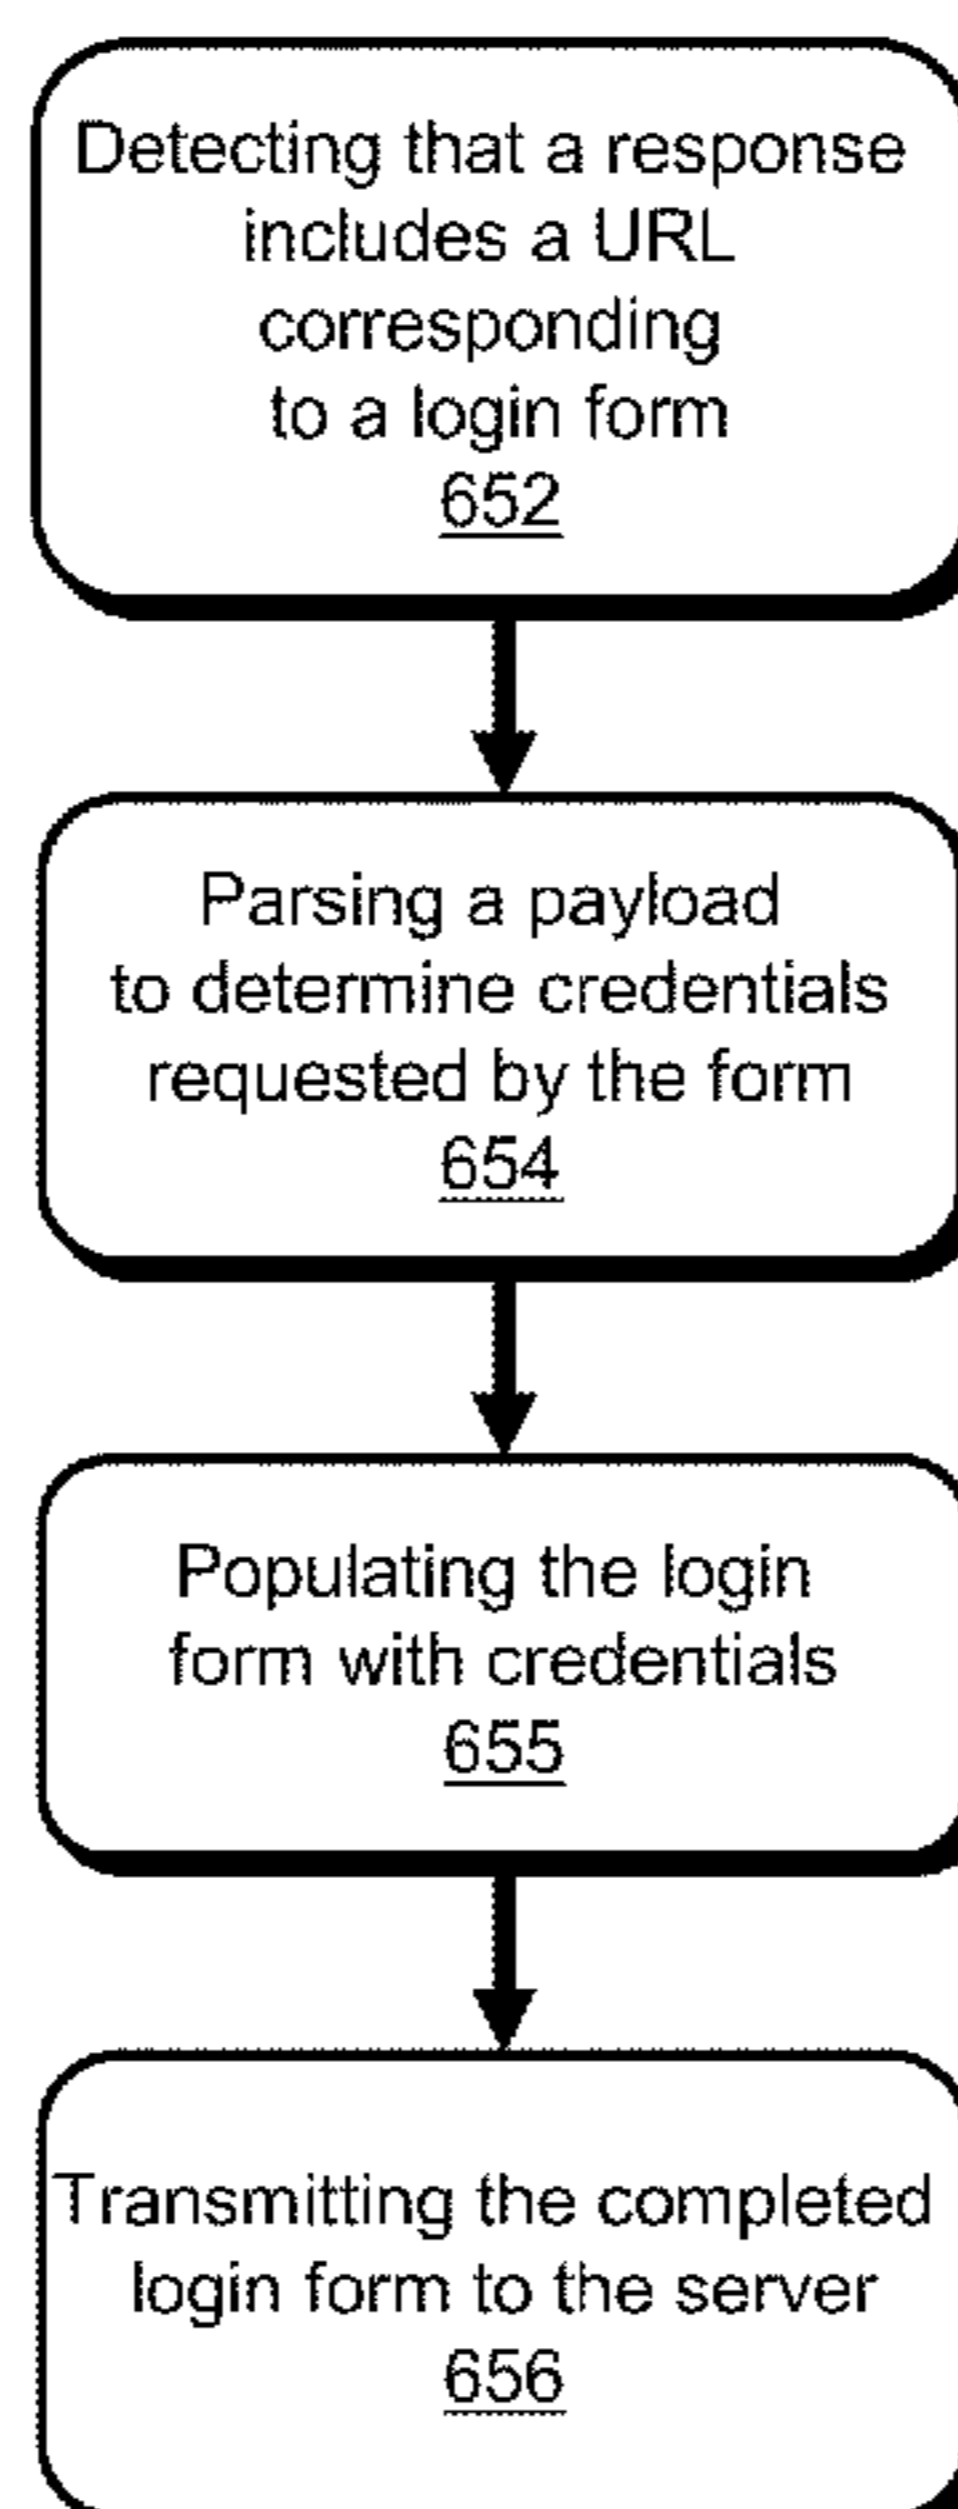 Detecting that a response
includes a URL
corresponding
to a login form
652
Parsing a payload
to determine credentials
requested by the form
654
Populating the login
form with credentials
655
Transmitting the completed
login form to the server
656